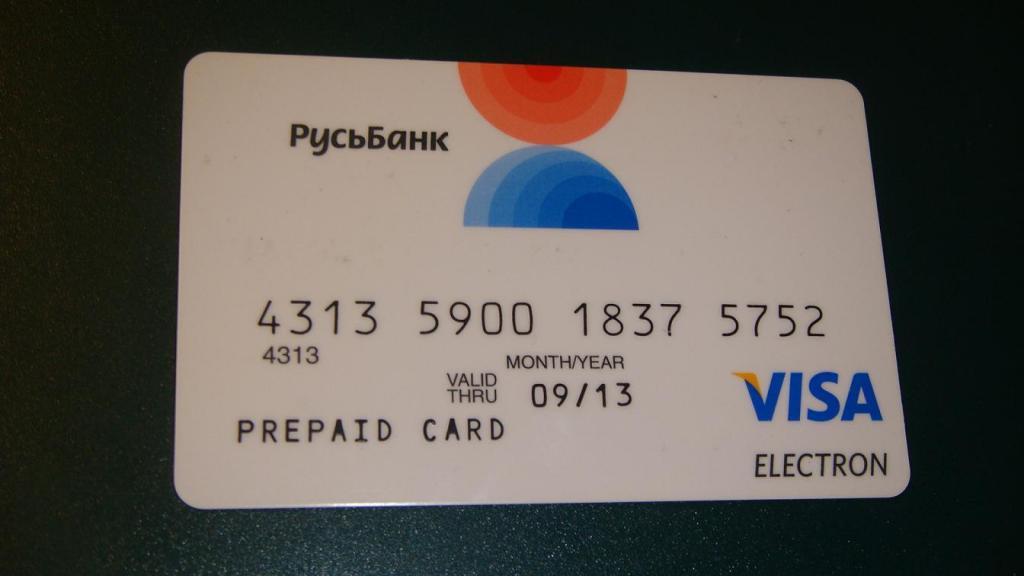 РусьБанк
4313 5900 1837 5752
4313
MONTH/YEAR
VALID THRU 09/13
PREPAID CARD
VISA
ELECTRON